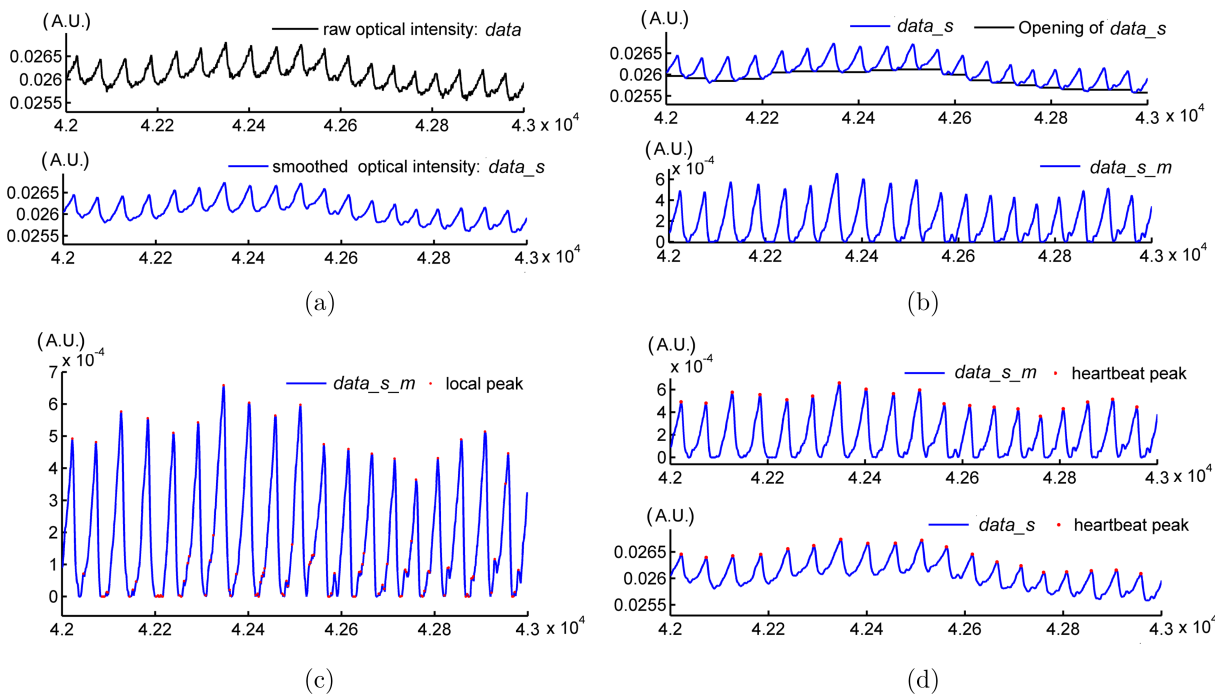 (A.U.)
raw optical intensity: data
0.0265
0.026
0.0255
4.2 4.22 4.24 4.26 4.28 4.3 x 10^4
(A.U.)
smoothed optical intensity: data_s
0.0265
0.026
0.0255
4.2 4.22 4.24 4.26 4.28 4.3 x 10^4
(a)
(A.U.)
data_s Opening of data_s
0.0265
0.026
0.0255
4.2 4.22 4.24 4.26 4.28 4.3 x 10^4
(A.U.)
x 10^-4
data_s_m
6
4
2
0
4.2 4.22 4.24 4.26 4.28 4.3 x 10^4
(b)
(A.U.)
x 10^-4
7
data_s_m local peak
6
5
4
3
2
1
0
4.2 4.22 4.24 4.26 4.28 4.3 x 10^4
(c)
(A.U.)
x 10^-4
data_s_m heartbeat peak
6
4
2
0
4.2 4.22 4.24 4.26 4.28 4.3 x 10^4
(A.U.)
data_s heartbeat peak
0.0265
0.026
0.0255
4.2 4.22 4.24 4.26 4.28 4.3 x 10^4
(d)